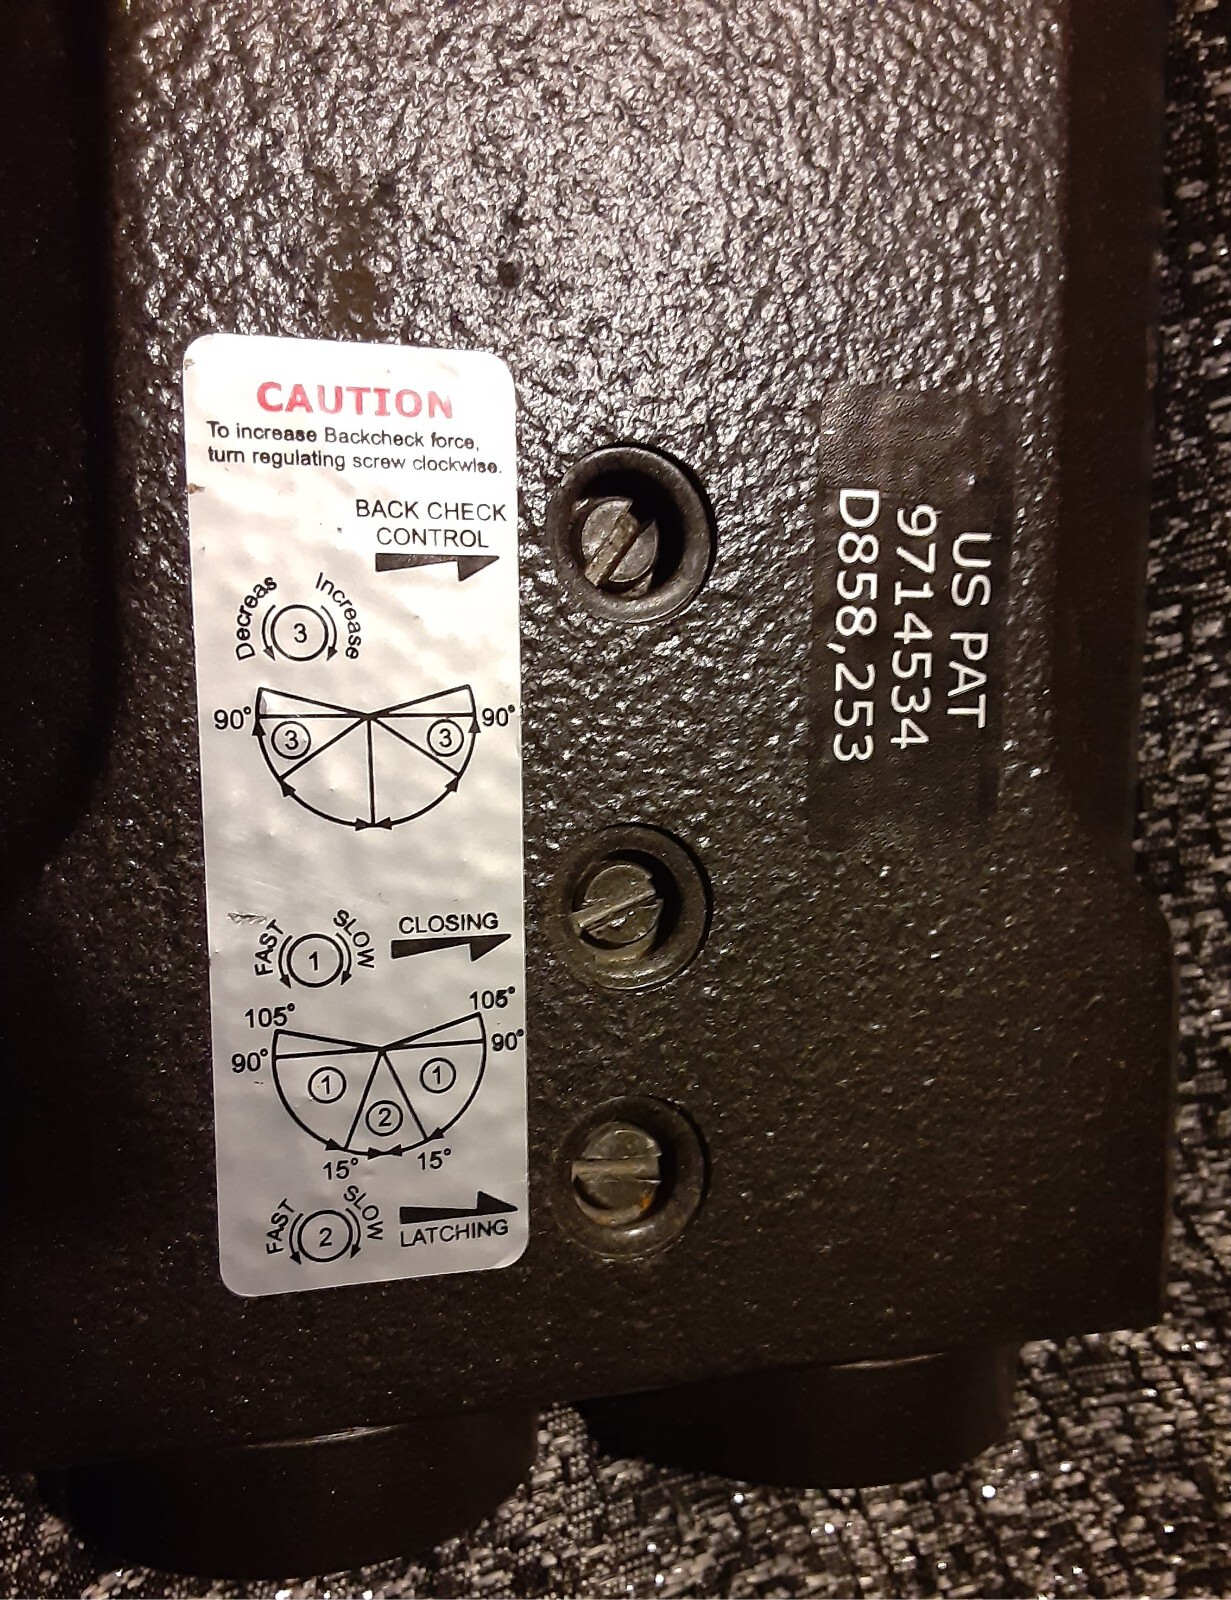 CAUTION
To increase Backcheck force,
turn regulating screw clockwise.
BACK CHECK
CONTROL
Decreas
Increase
3
90°
90°
3
3
FAST
SLOW
1
CLOSING
105°
105°
90°
90°
1
1
2
15°
15°
FAST
SLOW
2
LATCHING
US PAT
9714534
D858,253